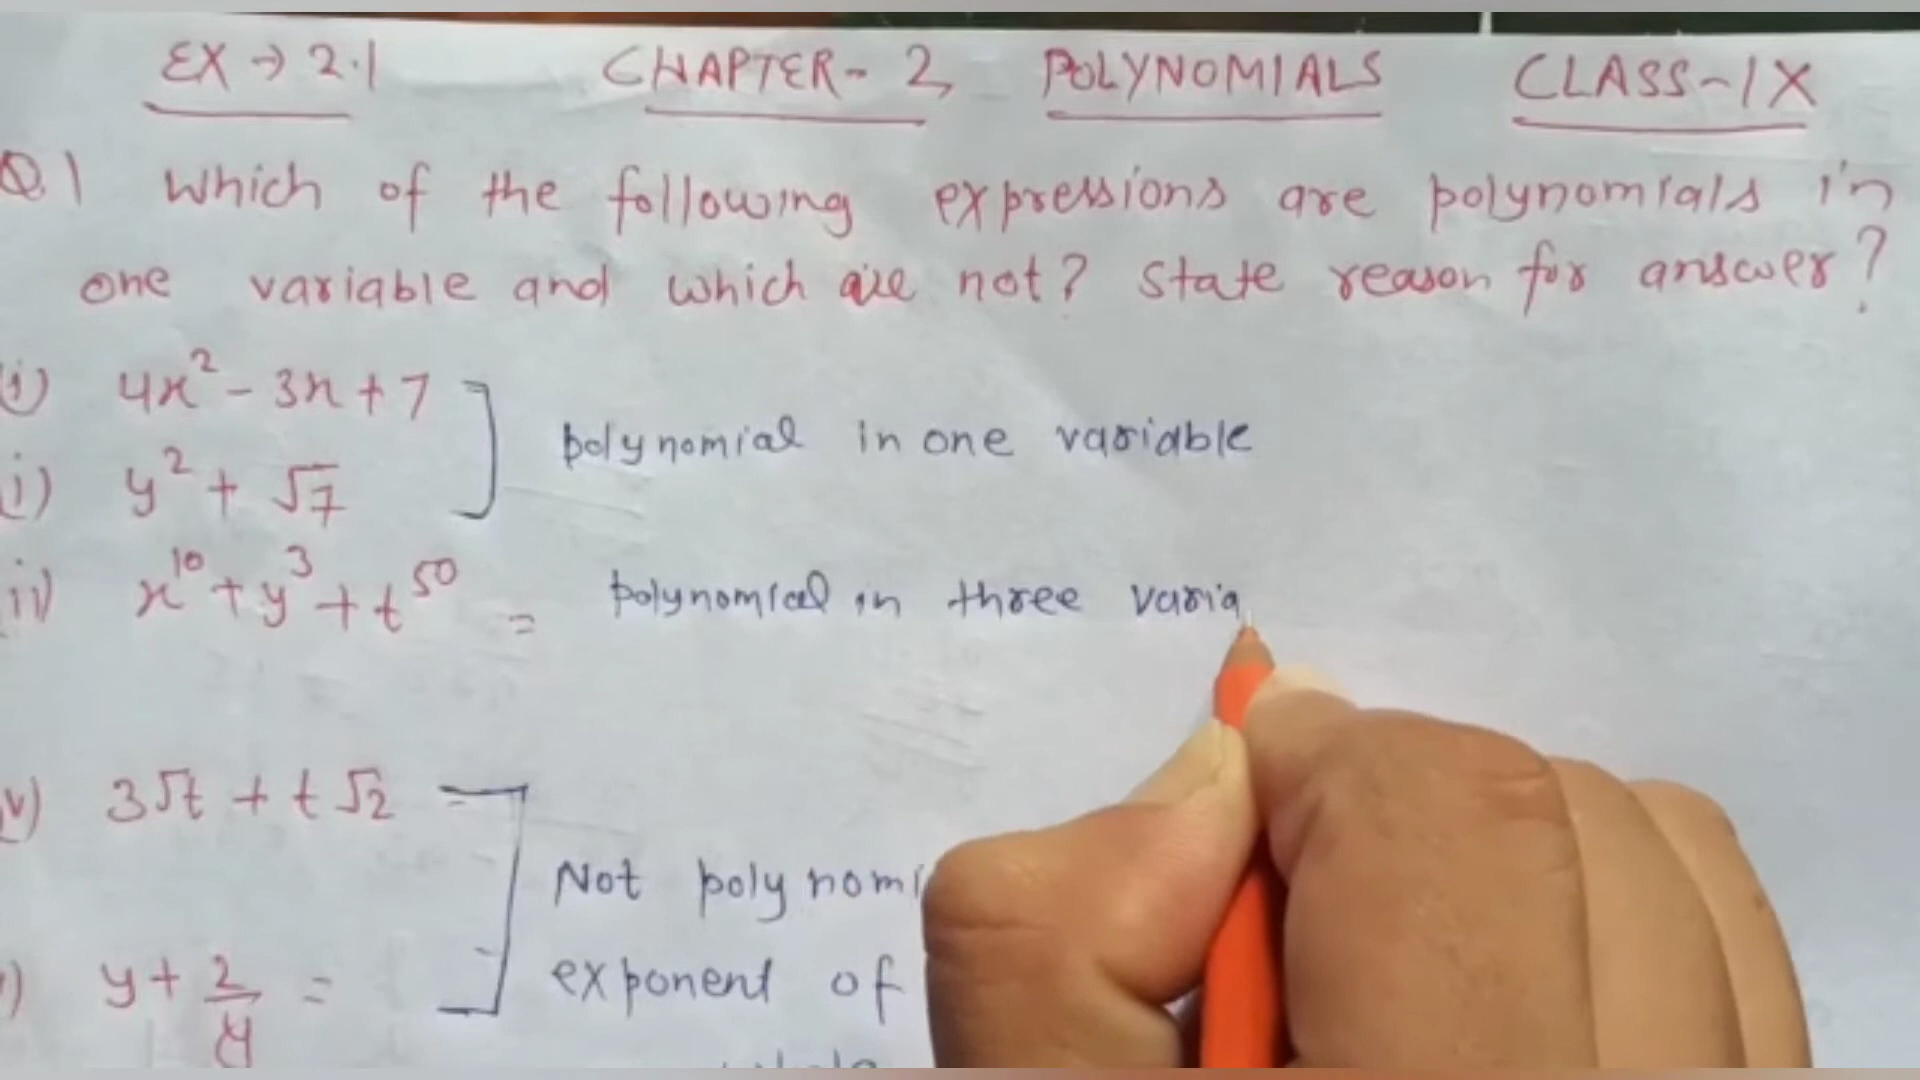 EX → 2.1 CHAPTER- 2 POLYNOMIALS CLASS-IX
Q.1 Which of the following expressions are polynomials in
one variable and which are not? State reason for answer?
i) 4x² - 3x + 7
polynomial in one variable
i) y² + √7
ii) x¹⁰ + y³ + t⁵⁰ = polynomial in three varia
v) 3√t + t√2
Not polynomi
) y + 2/y = exponent of